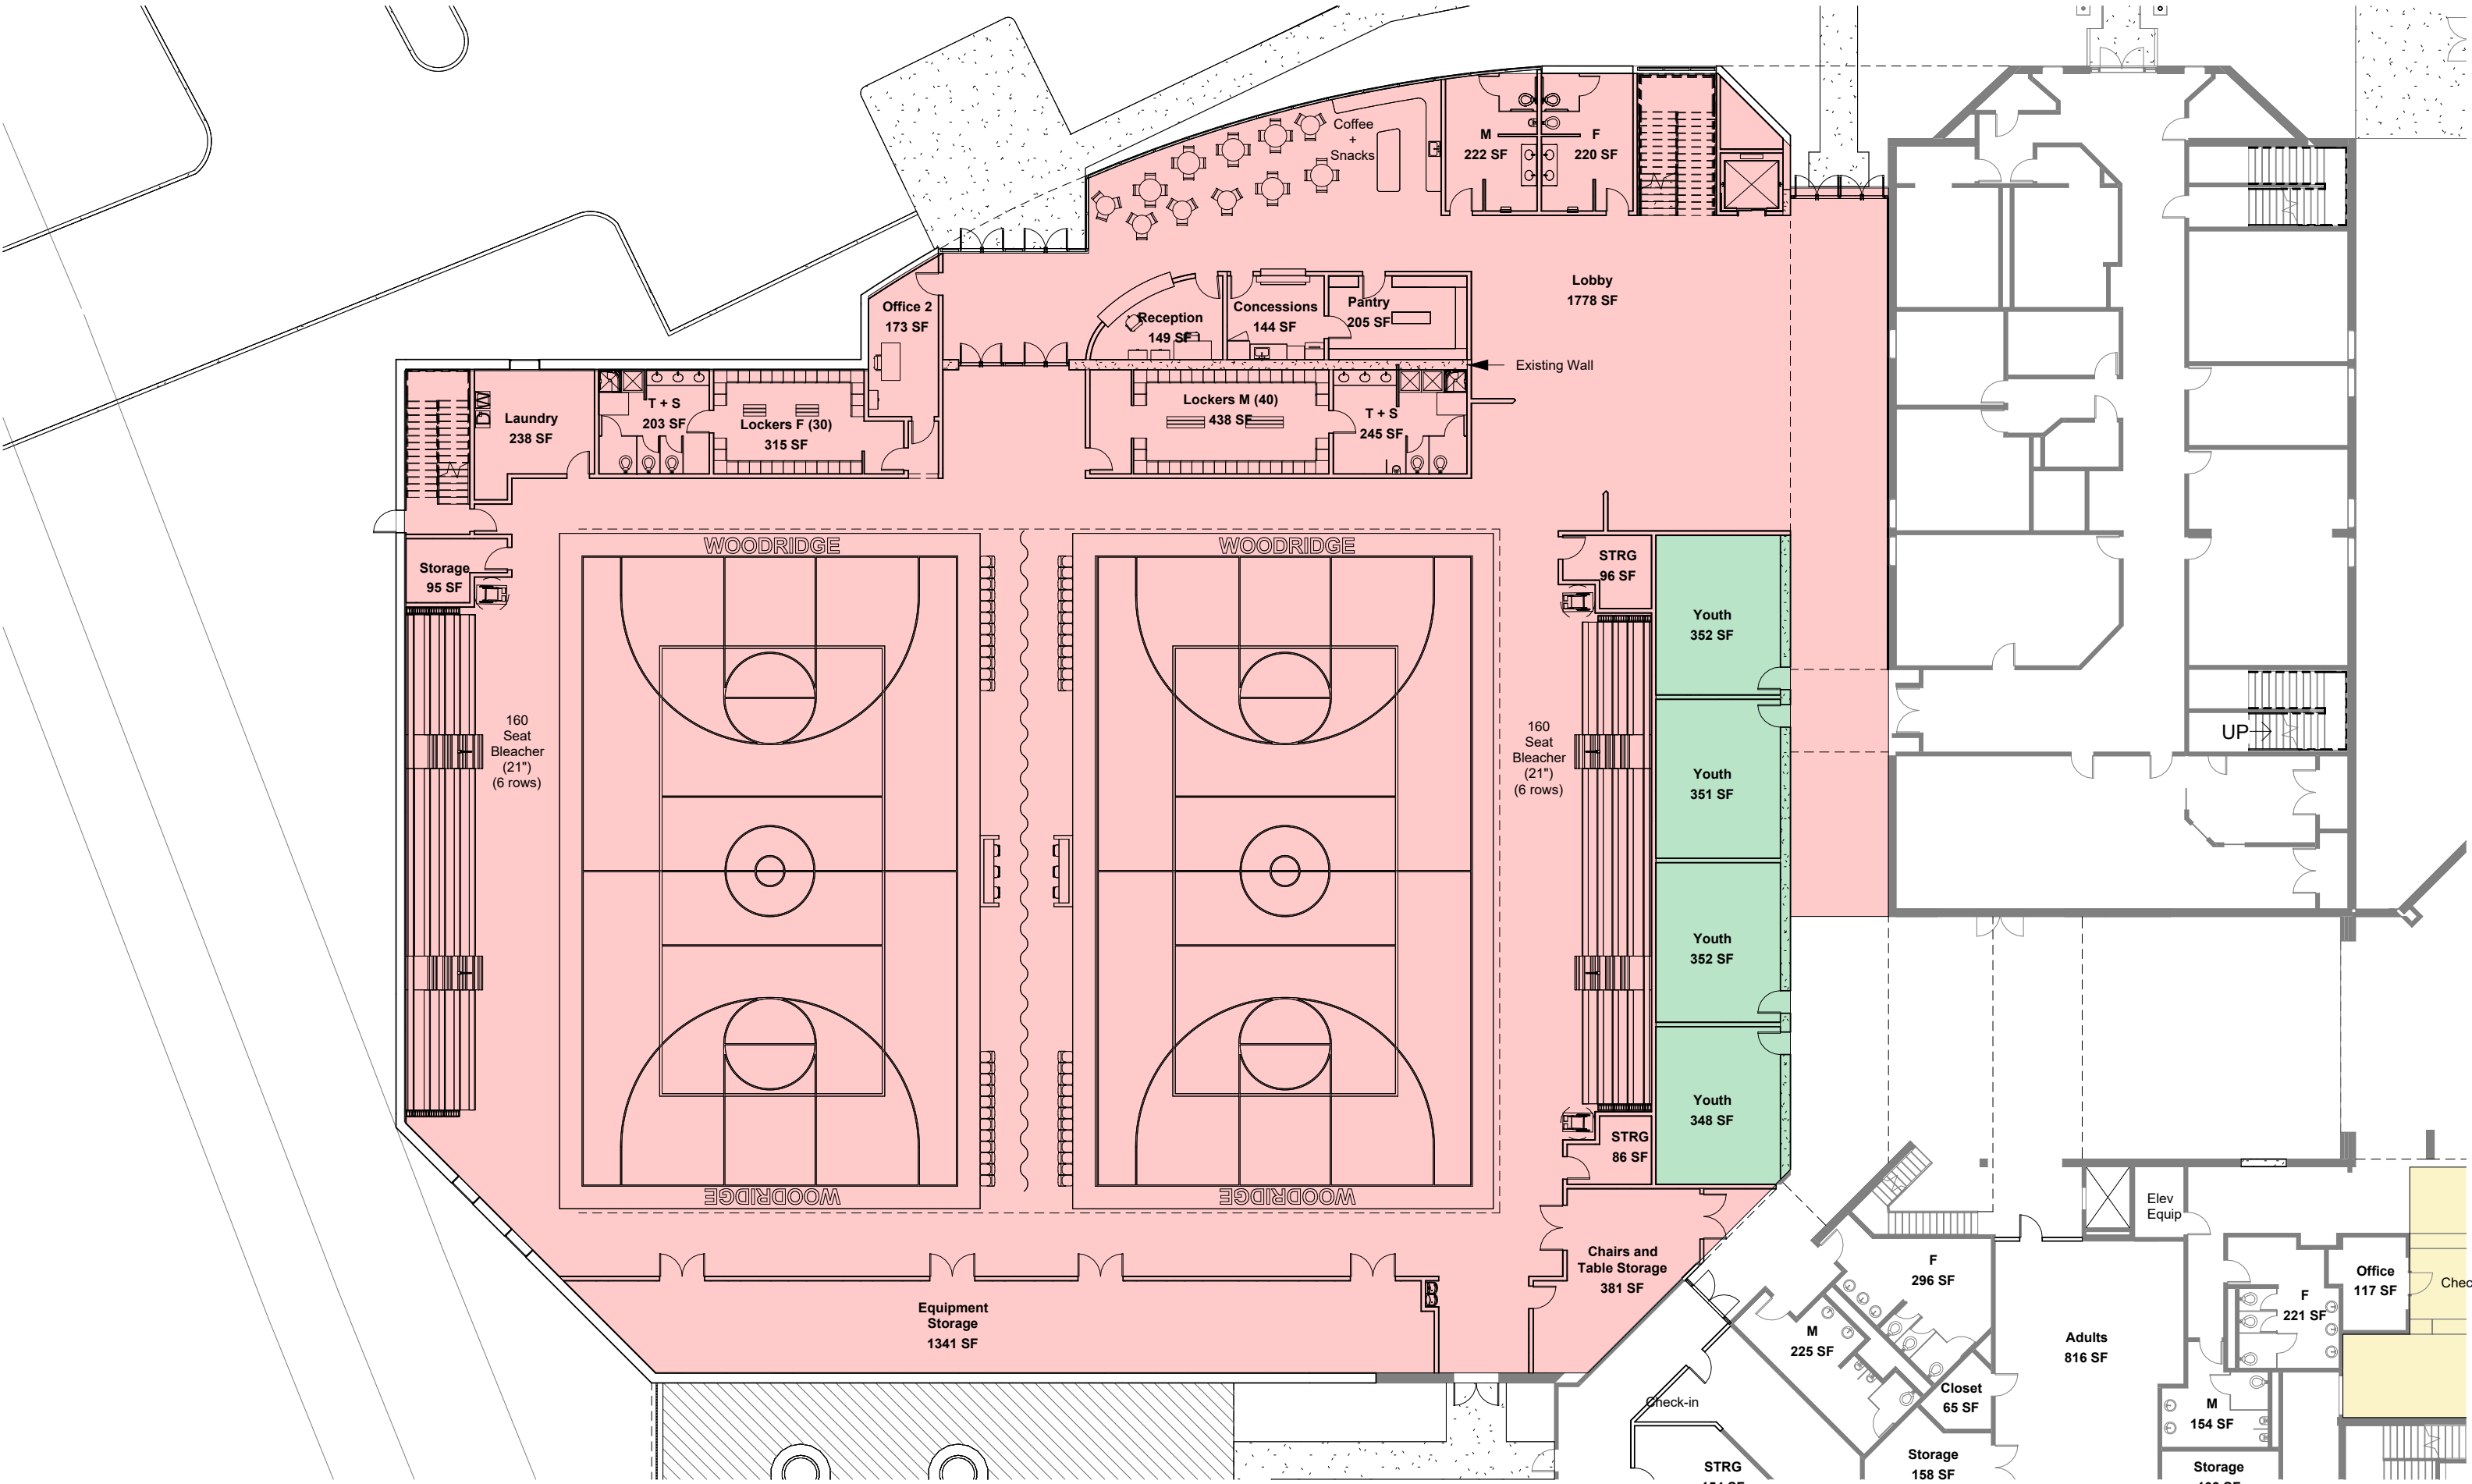 Coffee
+
Snacks
M
222 SF
F
220 SF
Lobby
1778 SF
Office 2
173 SF
Reception
149 SF
Concessions
144 SF
Pantry
205 SF
Existing Wall
Laundry
238 SF
D W
T + S
203 SF
Lockers F (30)
315 SF
Lockers M (40)
438 SF
T + S
245 SF
Storage
95 SF
WOODRIDGE
WOODRIDGE
STRG
96 SF
Youth
352 SF
160
Seat
Bleacher
(21")
(6 rows)
160
Seat
Bleacher
(21")
(6 rows)
UP
Youth
351 SF
Youth
352 SF
Youth
348 SF
STRG
86 SF
WOODRIDGE
WOODRIDGE
Elev
Equip
Chairs and
Table Storage
381 SF
Equipment
Storage
1341 SF
F
296 SF
Office
117 SF
Chec
F
221 SF
M
225 SF
Adults
816 SF
Closet
65 SF
Check-in
M
154 SF
Storage
158 SF
STRG
Storage